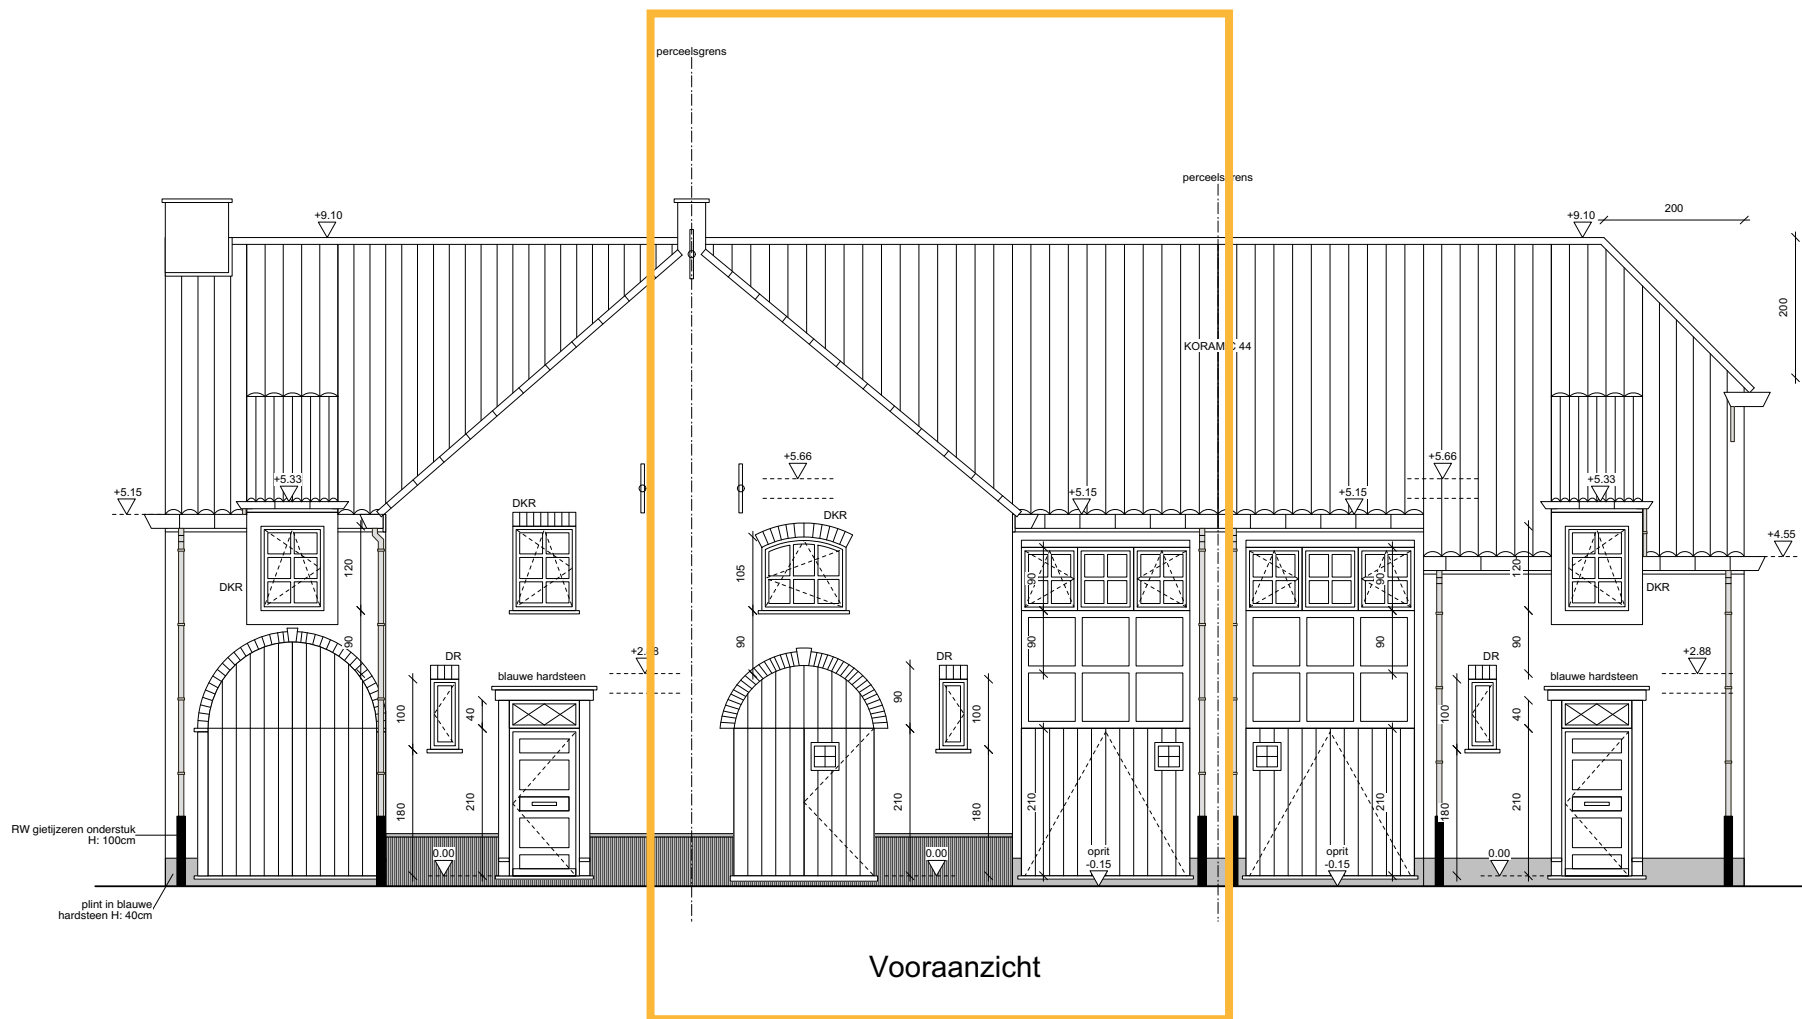 perceelsgrens
perceelsgrens
+9.10
+9.10
200
200
KORAMIC 44
+5.66
+5.66
+5.15
+5.33
+5.15
+5.15
+5.33
+4.55
DKR
DKR
DKR
DKR
120
105
90
90
120
90
90
90
90
90
DR
DR
DR
+2.88
+2.88
blauwe hardsteen
blauwe hardsteen
100
40
90
100
100
40
180
210
210
180
210
210
180
210
RW gietijzeren onderstuk
H: 100cm
0.00
0.00
oprit
-0.15
oprit
-0.15
0.00
plint in blauwe
hardsteen H: 40cm
Vooraanzicht